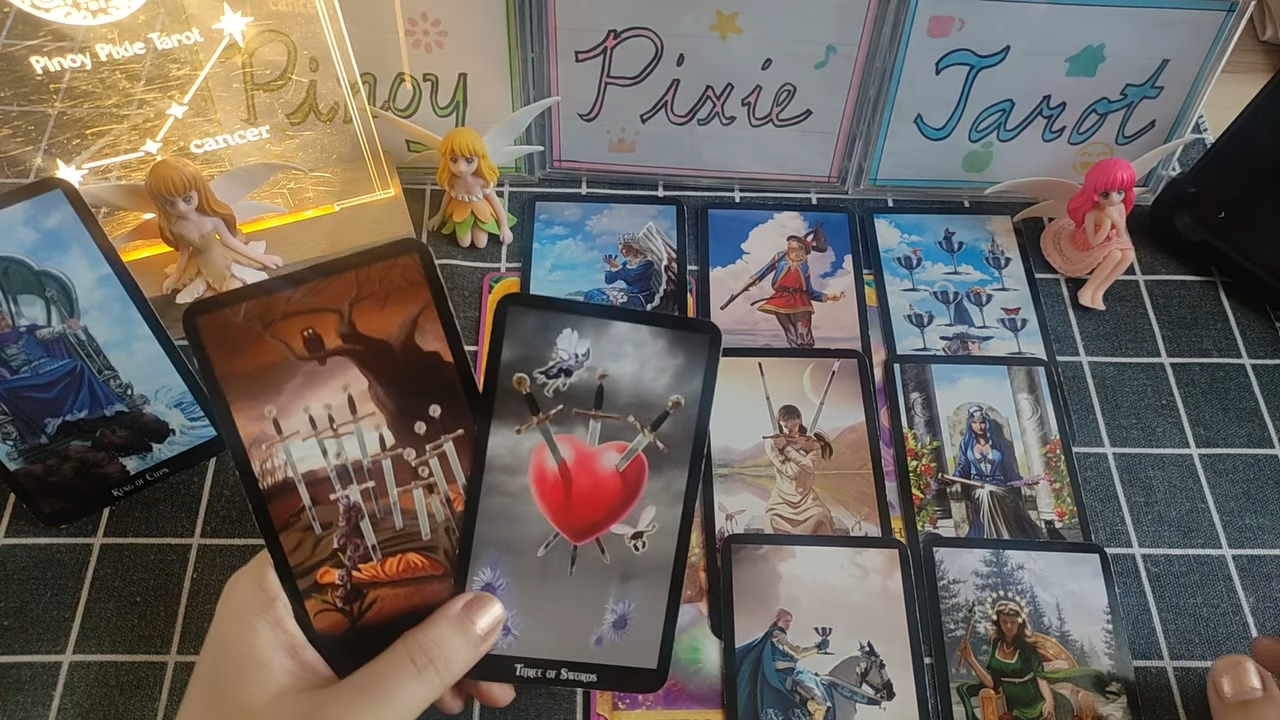 Pinoy Pixie Tarot
cancer
Pinoy
Pixie
Tarot
KING OF CUPS
THREE OF SWORDS